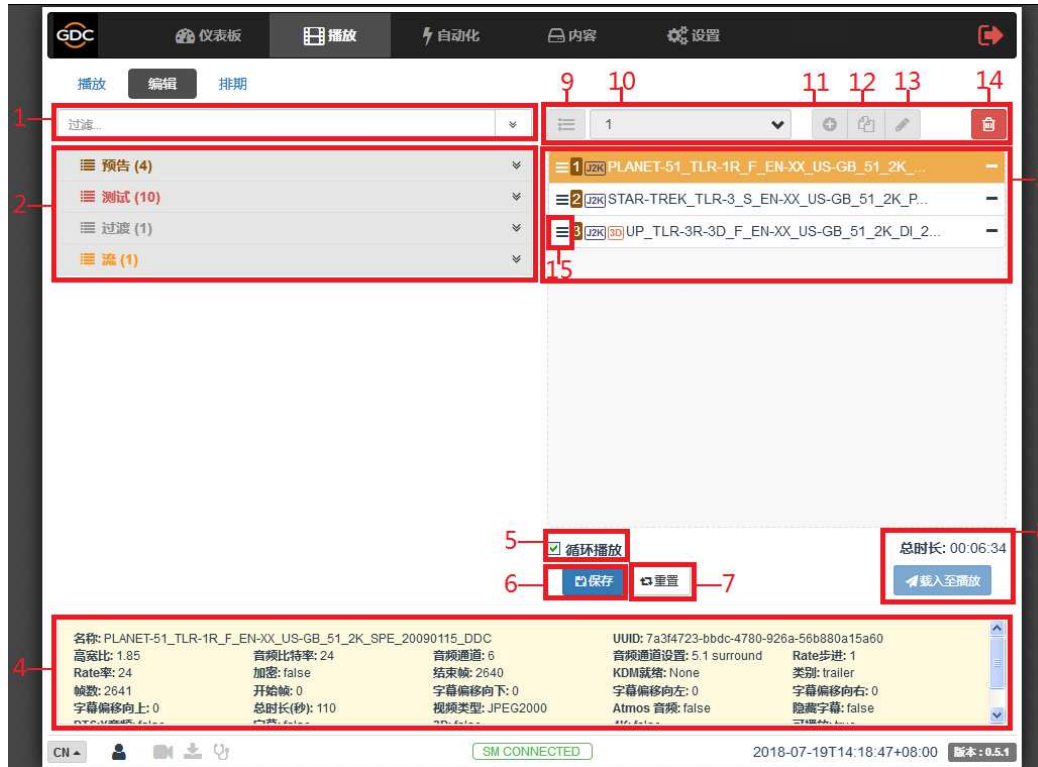 GDC 仪表板 播放 自动化 内容 设置
播放 编辑 排期
9 10 11 12 13 14
1 过滤... 1
2
预告 (4)
测试 (10)
过渡 (1)
流 (1)
1 J2K PLANET-51_TLR-1R_F_EN-XX_US-GB_51_2K_...
2 J2K STAR-TREK_TLR-3_S_EN-XX_US-GB_51_2K_P...
3 J2K 3D UP_TLR-3R-3D_F_EN-XX_US-GB_51_2K_DI_2...
15
5 循环播放 总时长: 00:06:34
6 保存 重置 7 载入至播放
4
名称: PLANET-51_TLR-1R_F_EN-XX_US-GB_51_2K_SPE_20090115_DDC UUID: 7a3f4723-bbdc-4780-926a-56b880a15a60
高宽比: 1.85 音频比特率: 24 音频通道: 6 音频通道设置: 5.1 surround Rate步进: 1
Rate率: 24 加密: false 结束帧: 2640 KDM就绪: None 类别: trailer
帧数: 2641 开始帧: 0 字幕偏移向下: 0 字幕偏移向左: 0 字幕偏移向右: 0
字幕偏移向上: 0 总时长(秒): 110 视频类型: JPEG2000 Atmos 音频: false 隐藏字幕: false
CN SM CONNECTED 2018-07-19T14:18:47+08:00 版本 : 0.5.1